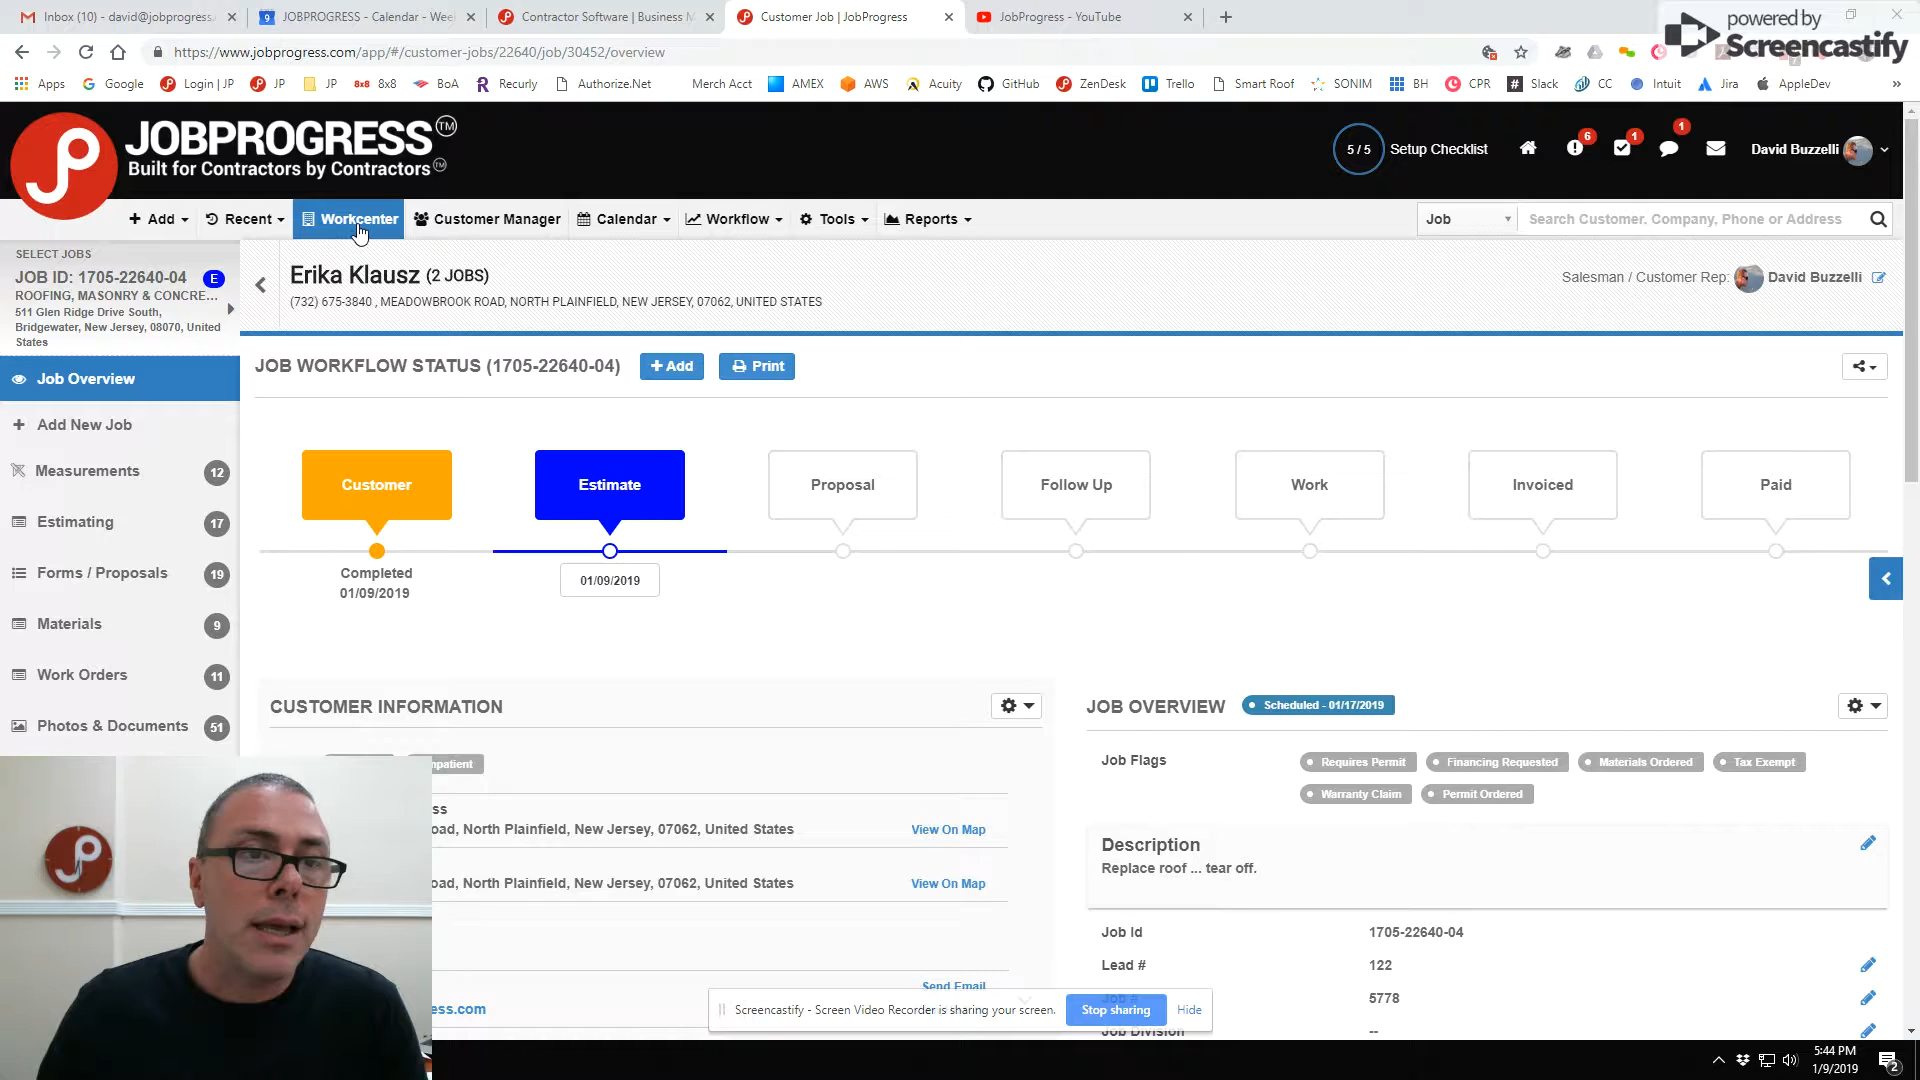 Inbox (10) - david@jobprogress.
JOBPROGRESS - Calendar - Wee
Contractor Software | Business M
Customer Job | JobProgress
JobProgress - YouTube
powered by
Screencastify
https://www.jobprogress.com/app/#/customer-jobs/22640/job/30452/overview
Apps
Google
Login | JP
JP
JP
8x8 8x8
BoA
Recurly
Authorize.Net
Merch Acct
AMEX
AWS
Acuity
GitHub
ZenDesk
Trello
Smart Roof
SONIM
BH
CPR
Slack
CC
Intuit
Jira
AppleDev
JOBPROGRESS TM
Built for Contractors by Contractors
5 / 5
Setup Checklist
6
1
1
David Buzzelli
Add
Recent
Workcenter
Customer Manager
Calendar
Workflow
Tools
Reports
Job
Search Customer, Company, Phone or Address
SELECT JOBS
JOB ID: 1705-22640-04 E
ROOFING, MASONRY & CONCRE...
511 Glen Ridge Drive South,
Bridgewater, New Jersey, 08070, United
States
Erika Klausz (2 JOBS)
(732) 675-3840 , MEADOWBROOK ROAD, NORTH PLAINFIELD, NEW JERSEY, 07062, UNITED STATES
Salesman / Customer Rep: David Buzzelli
Job Overview
Add New Job
Measurements 12
Estimating 17
Forms / Proposals 19
Materials 9
Work Orders 11
Photos & Documents 51
JOB WORKFLOW STATUS (1705-22640-04)
+ Add
Print
Customer
Estimate
Proposal
Follow Up
Work
Invoiced
Paid
Completed
01/09/2019
01/09/2019
CUSTOMER INFORMATION
npatient
ss
oad, North Plainfield, New Jersey, 07062, United States
View On Map
oad, North Plainfield, New Jersey, 07062, United States
View On Map
Send Email
ess.com
JOB OVERVIEW
Scheduled - 01/17/2019
Job Flags
Requires Permit
Financing Requested
Materials Ordered
Tax Exempt
Warranty Claim
Permit Ordered
Description
Replace roof ... tear off.
Job Id
1705-22640-04
Lead #
122
Job #
5778
Job Division
--
Screencastify - Screen Video Recorder is sharing your screen.
Stop sharing
Hide
5:44 PM
1/9/2019
2